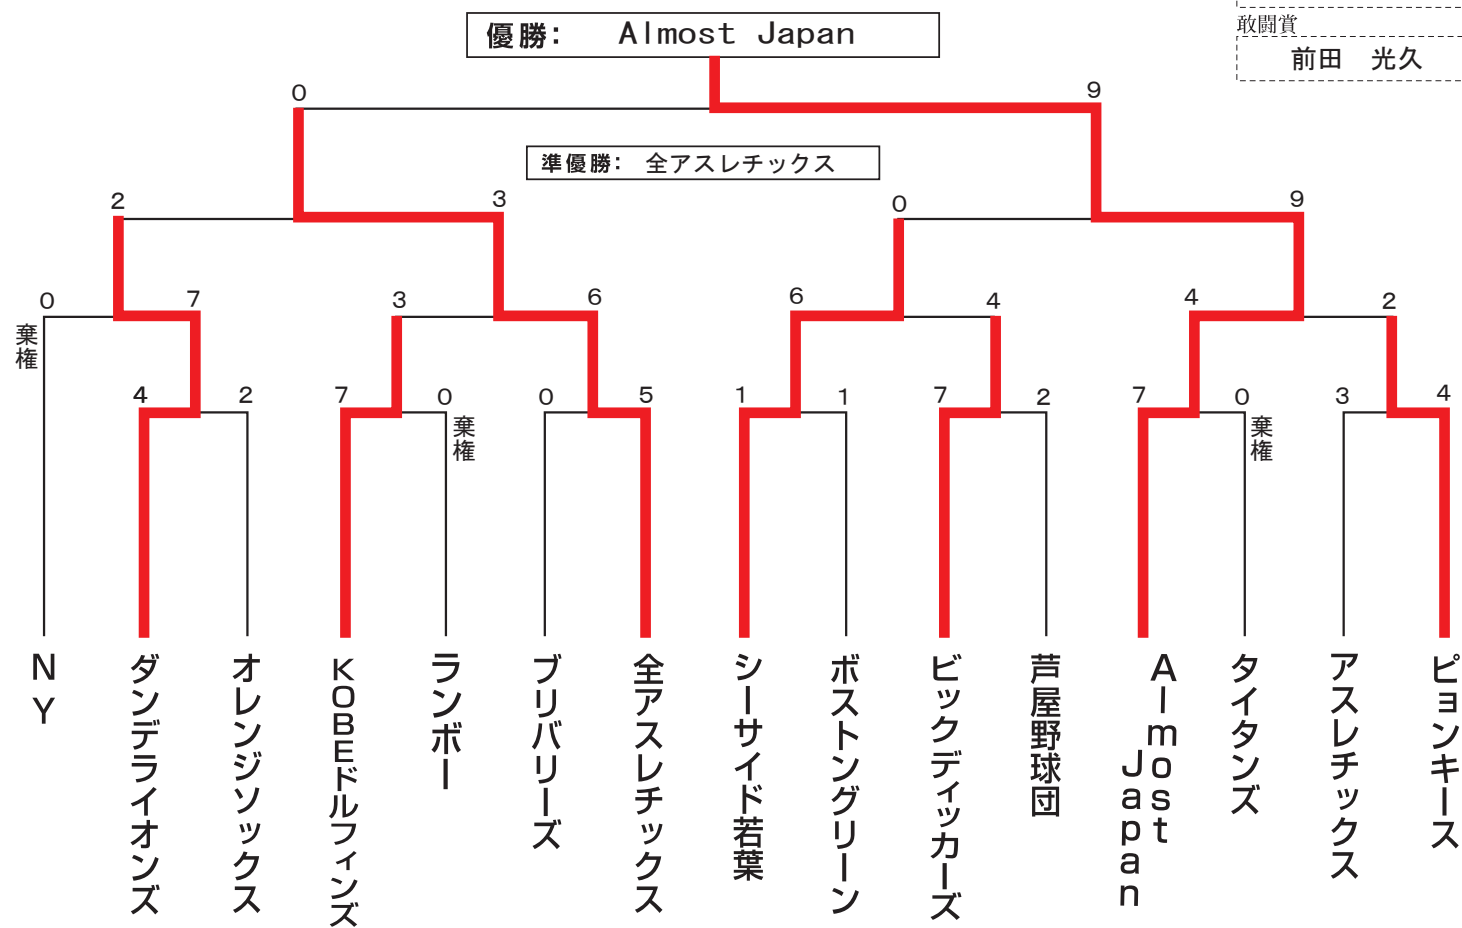 優勝： Almost Japan
敢闘賞
前田 光久
0 9
準優勝： 全アスレチックス
2 3 0 9
0 7 3 6 6 4 4 2
棄権
4 2 7 0 0 5 1 1 7 2 7 0 3 4
棄権
棄権
NY
ダンデライオンズ
オレンジソックス
KOBEドルフィンズ
ランボー
ブリバリーズ
全アスレチックス
シーサイド若葉
ボストングリーン
ビックディッカーズ
芦屋野球団
Almost
Japan
タイタンズ
アスレチックス
ピョンキース